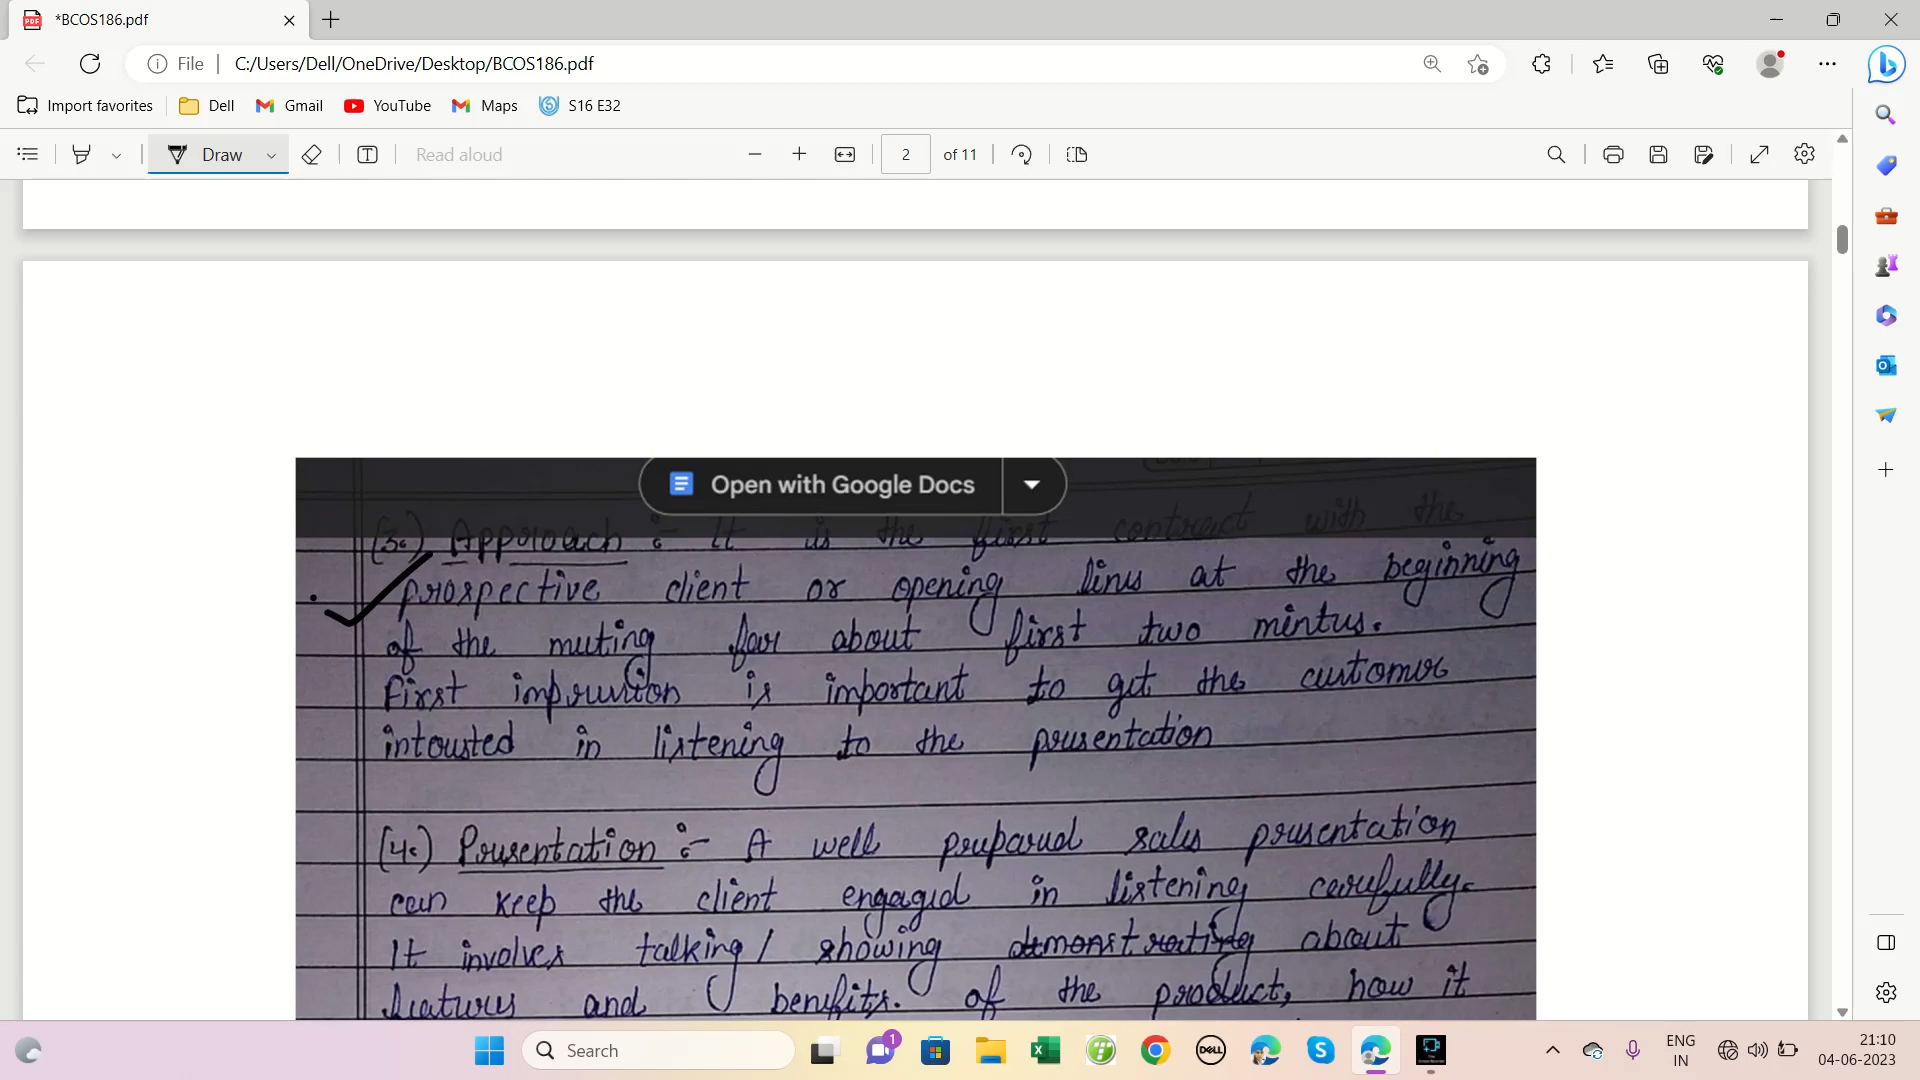 *BCOS186.pdf
File
C:/Users/Dell/OneDrive/Desktop/BCOS186.pdf
Import favorites
Dell
Gmail
YouTube
Maps
S16 E32
Draw
Read aloud
2 of 11
Open with Google Docs
(3.) Approach :- It is the first contract with the
prospective client or opening lines at the beginning
of the meeting for about first two mintus.
First impression is important to get the customer
intrusted in listening to the presentation
(4.) Presentation :- A well prepared sales presentation
can keep the client engaged in listening carefully.
It involves talking / showing demonstrating about
features and benefits. of the product, how it
Search
1
DELL
ENG
IN
21:10
04-06-2023